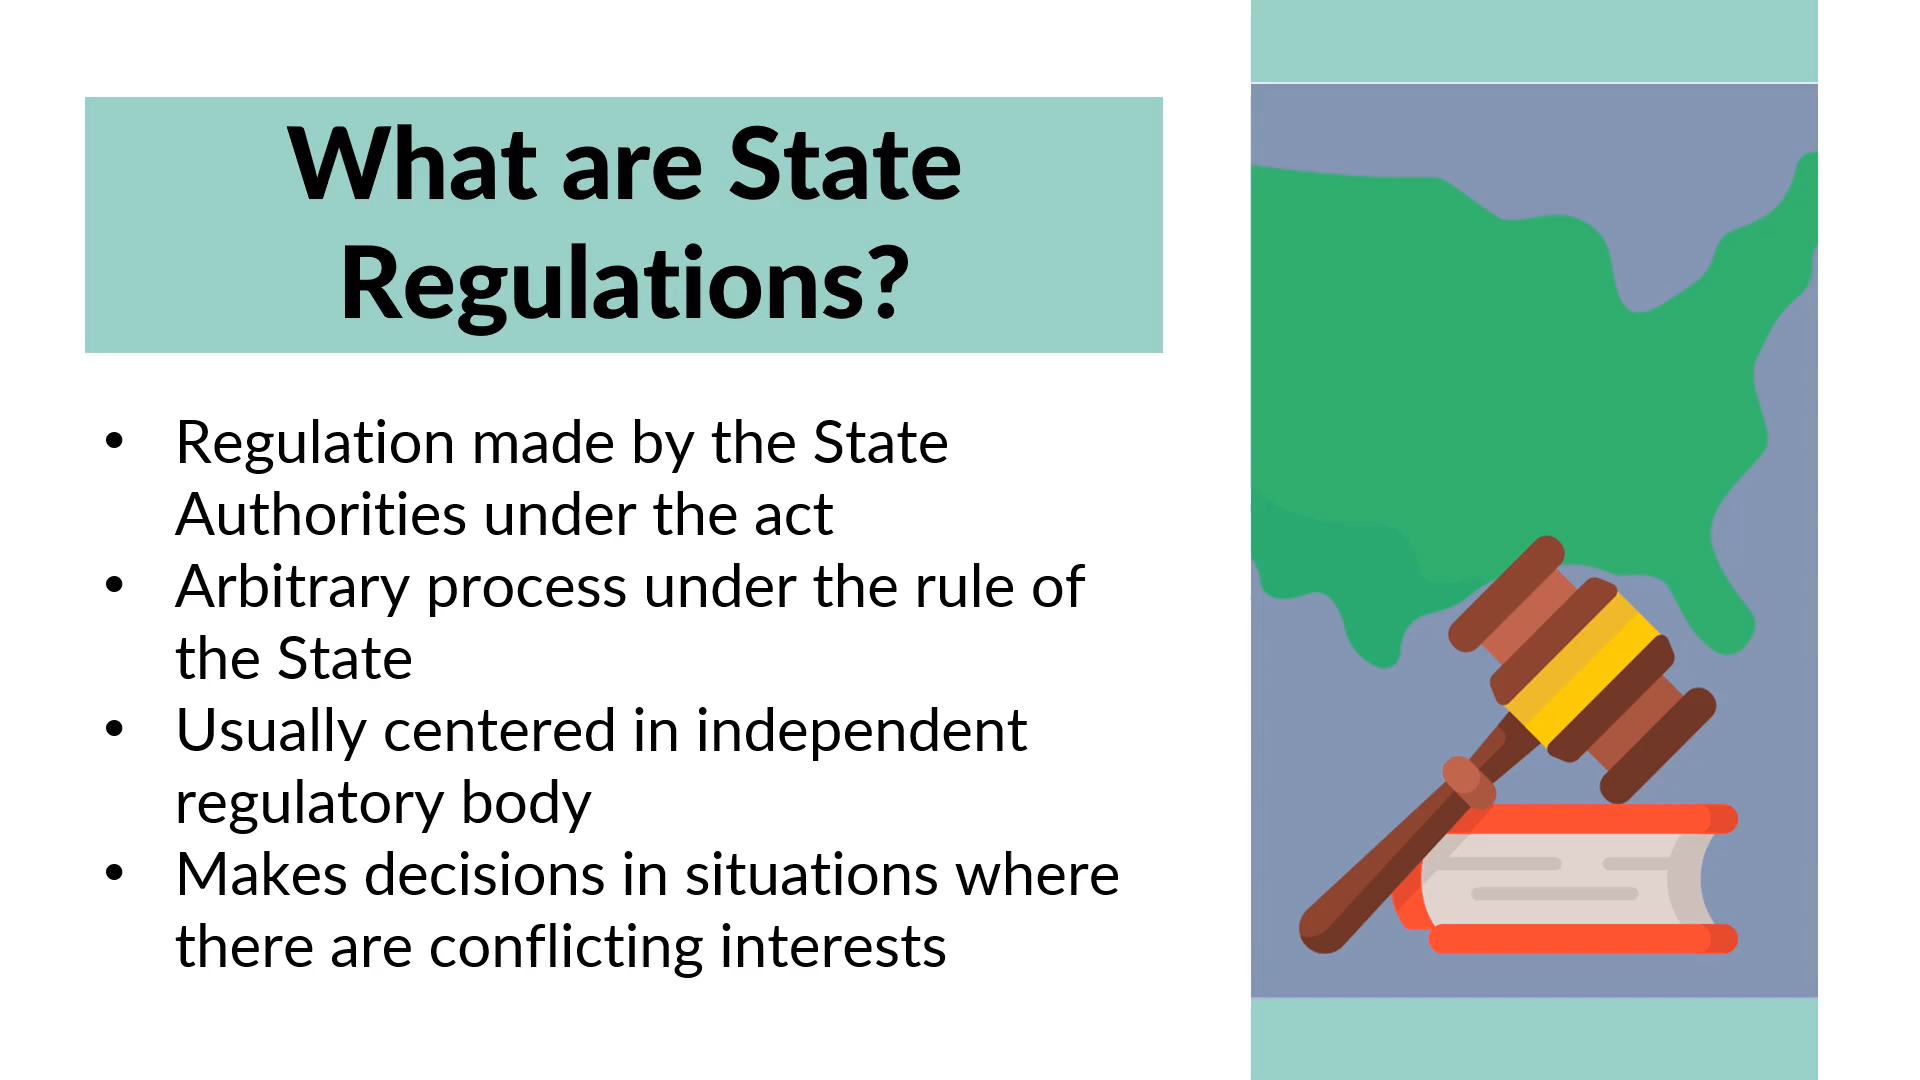 What are State
Regulations?
• Regulation made by the State
Authorities under the act
• Arbitrary process under the rule of
the State
• Usually centered in independent
regulatory body
• Makes decisions in situations where
there are conflicting interests